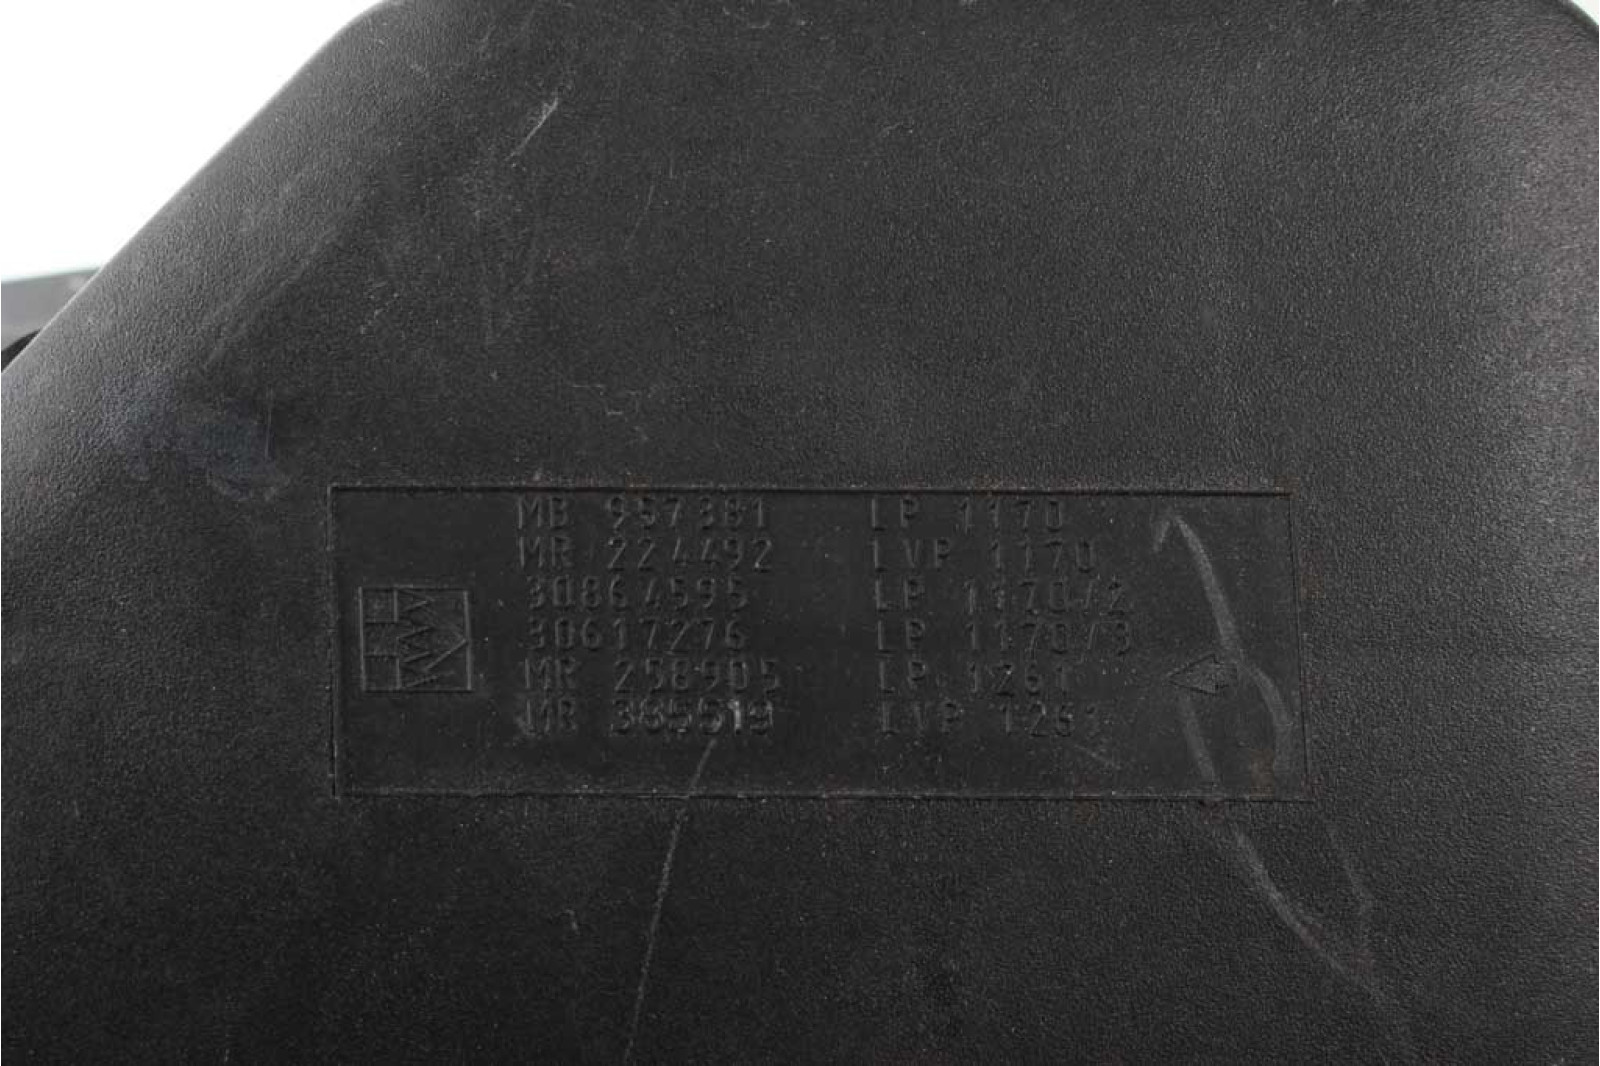 MB 957381 LP 1170
MR 224492 LVP 1170
30864595 LP 1170/2
30617276 LP 1170/3
MR 258905 LP 1261
MR 385519 LVP 1261